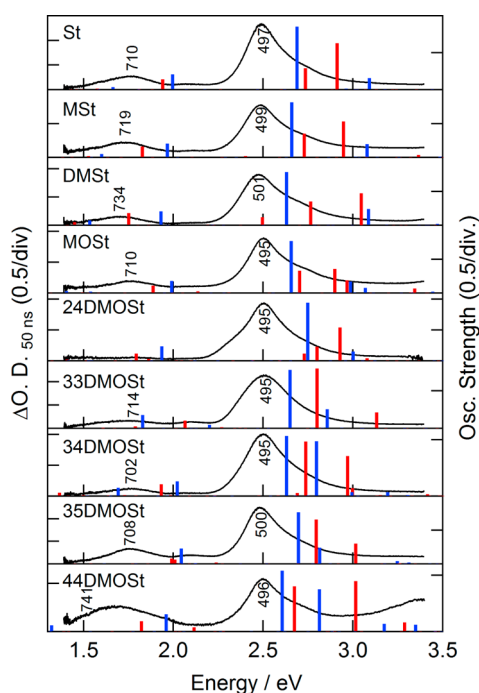 St
710
497
MSt
719
499
DMSt
734
501
MOSt
710
495
24DMOSt
495
33DMOSt
714
495
34DMOSt
702
495
35DMOSt
708
500
44DMOSt
741
496
ΔO. D. 50 ns (0.5/div)
Osc. Strength (0.5/div.)
1.5 2.0 2.5 3.0 3.5
Energy / eV